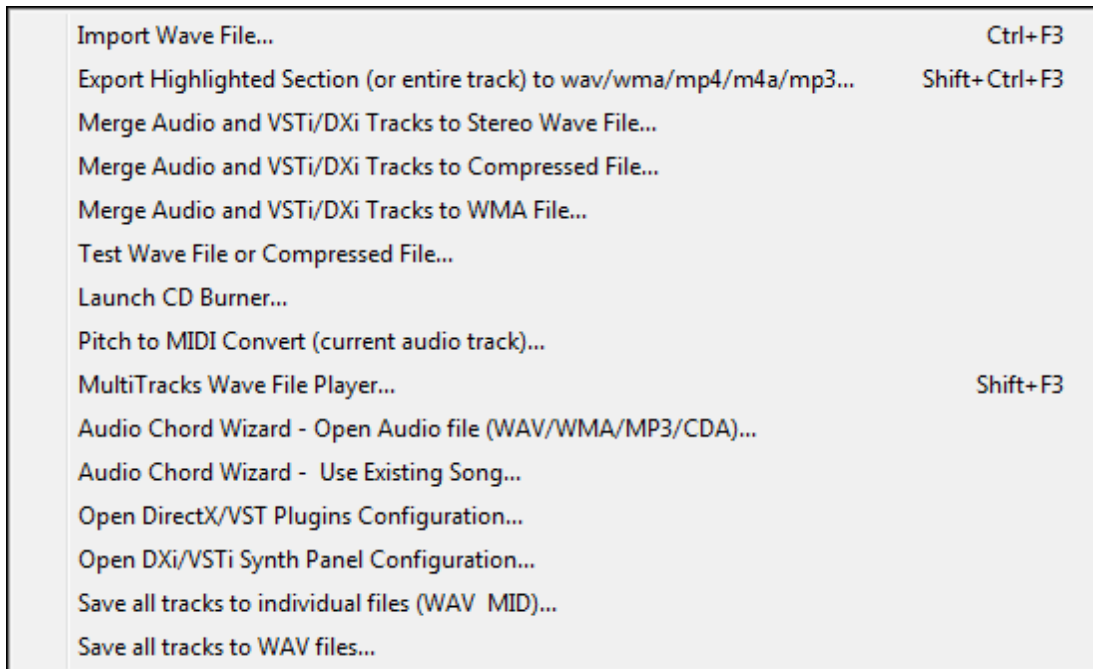 Import Wave File... Ctrl+F3
Export Highlighted Section (or entire track) to wav/wma/mp4/m4a/mp3... Shift+Ctrl+F3
Merge Audio and VSTi/DXi Tracks to Stereo Wave File...
Merge Audio and VSTi/DXi Tracks to Compressed File...
Merge Audio and VSTi/DXi Tracks to WMA File...
Test Wave File or Compressed File...
Launch CD Burner...
Pitch to MIDI Convert (current audio track)...
MultiTracks Wave File Player... Shift+F3
Audio Chord Wizard - Open Audio file (WAV/WMA/MP3/CDA)...
Audio Chord Wizard -  Use Existing Song...
Open DirectX/VST Plugins Configuration...
Open DXi/VSTi Synth Panel Configuration...
Save all tracks to individual files (WAV  MID)...
Save all tracks to WAV files...